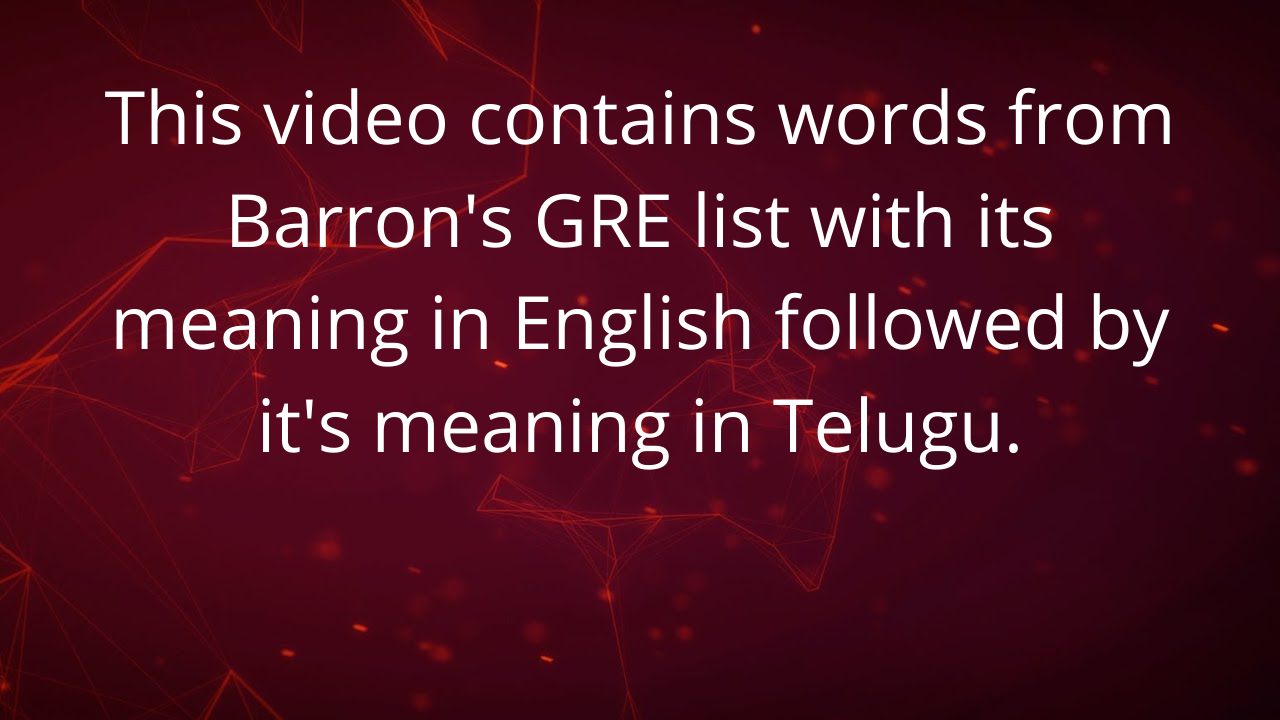 This video contains words from
Barron's GRE list with its
meaning in English followed by
it's meaning in Telugu.